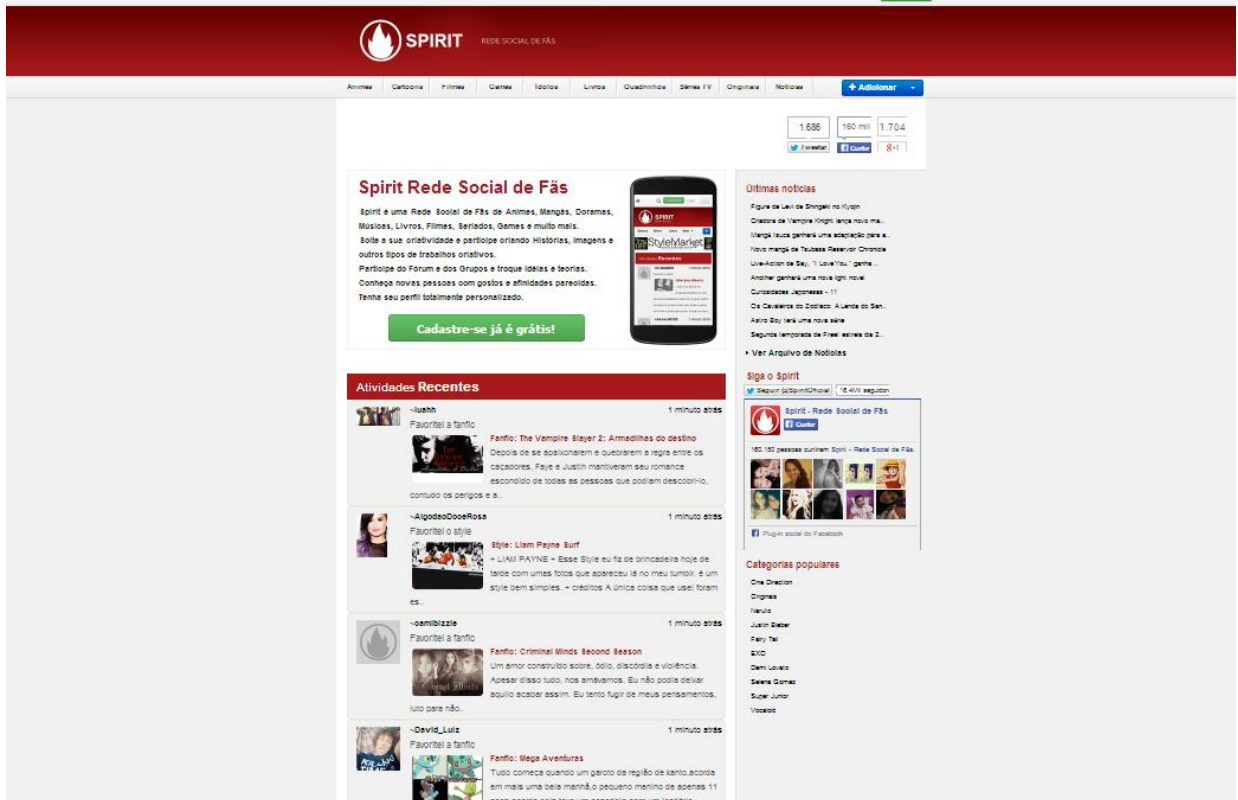 SPIRIT REDE SOCIAL DE FÃS
Animes Cartoons Filmes Games Ídolos Livros Quadrinhos Séries TV Originais Notícias + Adicionar
1.686 160 mil 1.704
Tweetar Curtir +1
Spirit Rede Social de Fãs
Spirit é uma Rede Social de Fãs de Animes, Mangás, Doramas,
Músicas, Livros, Filmes, Seriados, Games e muito mais.
Solte a sua criatividade e participe criando Histórias, Imagens e
outros tipos de trabalhos criativos.
Participe do Fórum e dos Grupos e troque idéias e teorias.
Conheça novas pessoas com gostos e afinidades parecidas.
Tenha seu perfil totalmente personalizado.
Cadastre-se já é grátis!
SPIRIT
StyleMarket
Atividades Recentes
Atividades Recentes
~luahh 1 minuto atrás
Favoritei a fanfic
Fanfic: The Vampire Slayer 2: Armadilhas do destino
Depois de se apaixonarem e quebrarem a regra entre os
caçadores, Faye e Justin mantiveram seu romance
escondido de todas as pessoas que podiam descobri-lo,
contudo os perigos e a..
~AlgodaoDoceRosa 1 minuto atrás
Favoritei o style
Style: Liam Payne Surf
+ LIAM PAYNE + Esse Style eu fiz de brincadeira hoje de
tarde com umas fotos que apareceu lá no meu tumblr. é um
style bem simples. + créditos A única coisa que usei foram
es..
~camibizzle 1 minuto atrás
Favoritei a fanfic
Fanfic: Criminal Minds Second Season
Um amor construído sobre, ódio, discórdia e violência.
Apesar disso tudo, nos amávamos. Eu não podia deixar
aquilo acabar assim. Eu tento fugir de meus pensamentos,
luto para não..
~David_Luiz 1 minuto atrás
Favoritei a fanfic
Fanfic: Mega Aventuras
Tudo começa quando um garoto da região de kanto,acorda
em mais uma bela manhã,o pequeno menino de apenas 11
Últimas notícias
Figure de Levi de Shingeki no Kyojin
Criadora de Vampire Knight lança novo ma..
Mangá Isuca ganhará uma adaptação para a..
Novo mangá de Tsubasa Reservoir Chronicle
Live-Action de Say, "I Love You." ganha ...
Another ganhará uma nova light novel
Curiosidades Japonesas - 11
Os Cavaleiros do Zodíaco: A Lenda do San..
Astro Boy terá uma nova série
Segunda temporada de Free! estreia dia 2..
Ver Arquivo de Notícias
Siga o Spirit
Seguir @SpiritOficial 16.4M seguidor
Spirit - Rede Social de Fãs
Curtir
160.150 pessoas curtiram Spirit - Rede Social de Fãs.
Plug-in social do Facebook
Categorias populares
One Direction
Originais
Naruto
Justin Bieber
Fairy Tail
EXO
Demi Lovato
Selena Gomez
Super Junior
Vocaloid